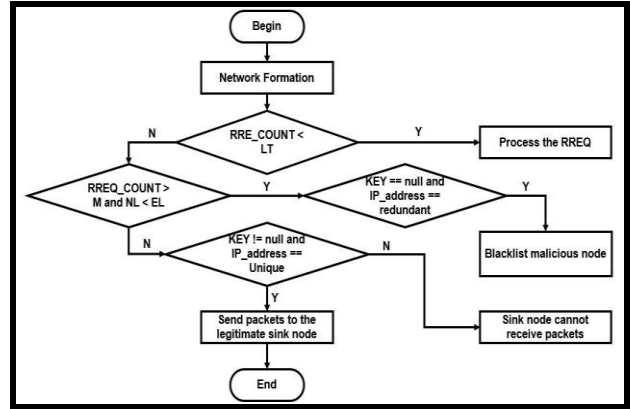 Begin
Network Formation
RRE_COUNT <
LT
N
Y
Process the RREQ
RREQ_COUNT >
M and NL < EL
Y
KEY == null and
IP_address ==
redundant
Y
Blacklist malicious node
N
KEY != null and
IP_address ==
Unique
N
Y
Send packets to the
legitimate sink node
Sink node cannot
receive packets
End